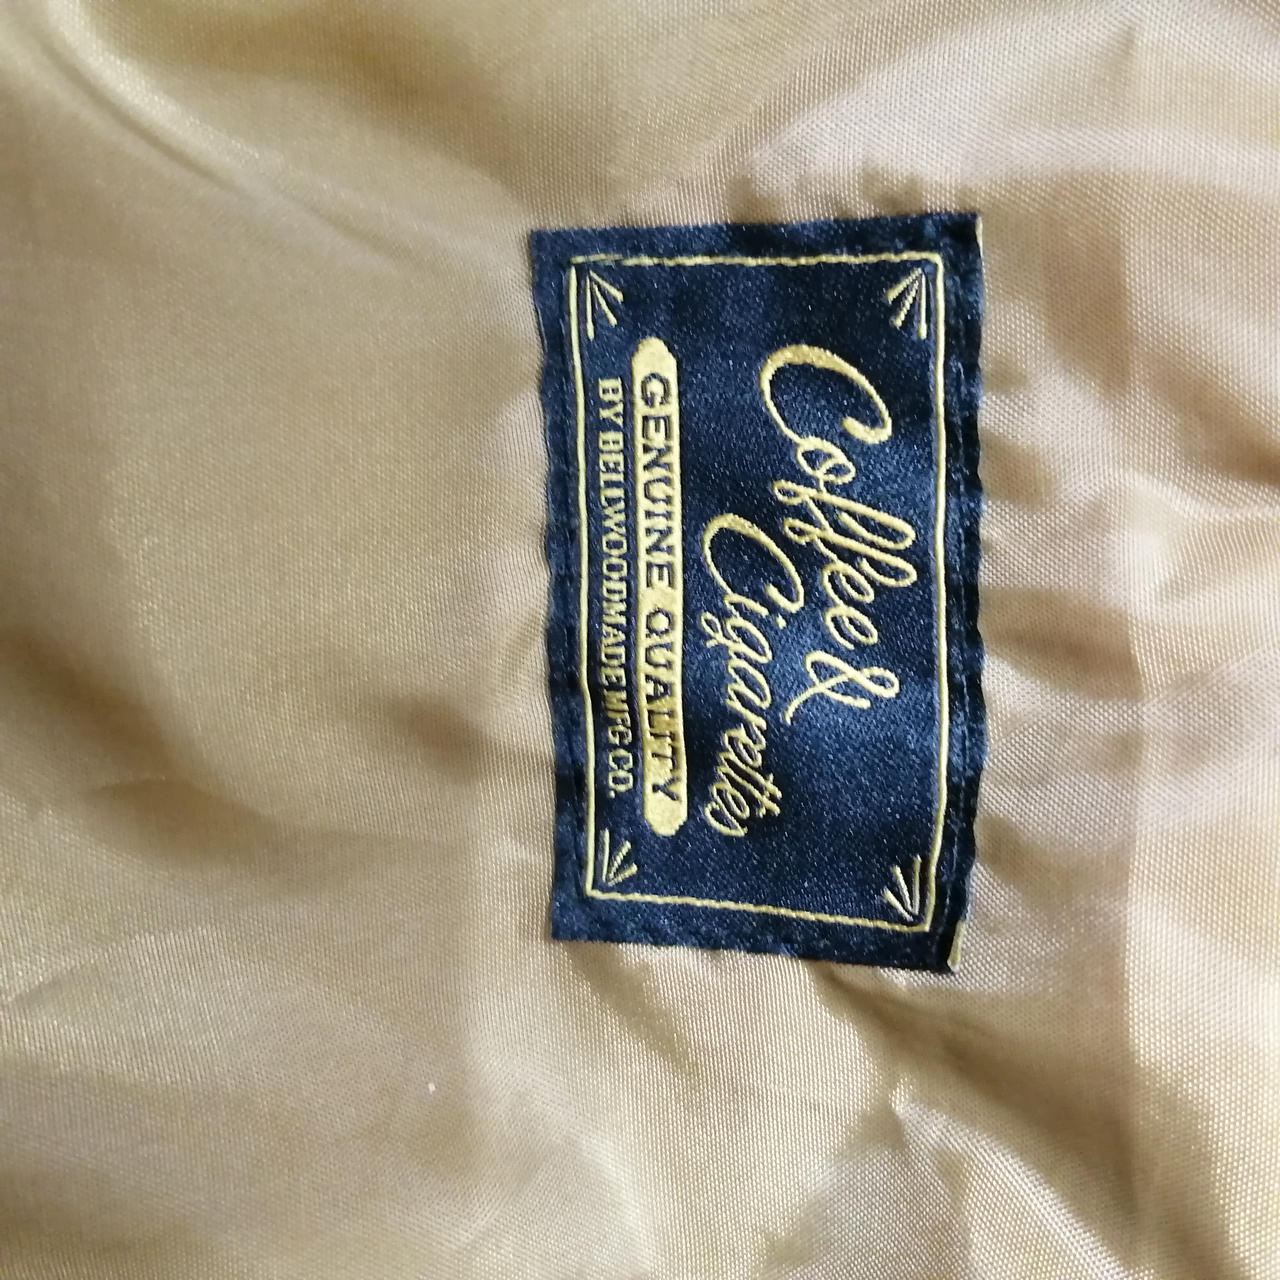 Coffee &
Cigarettes
GENUINE QUALITY
BY BELLWOODMADE MFG CO.